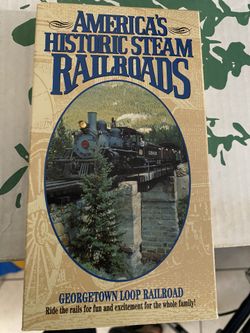 AMERICA'S
HISTORIC STEAM
RAILROADS
GEORGETOWN LOOP RAILROAD
Ride the rails for fun and excitement for the whole family!